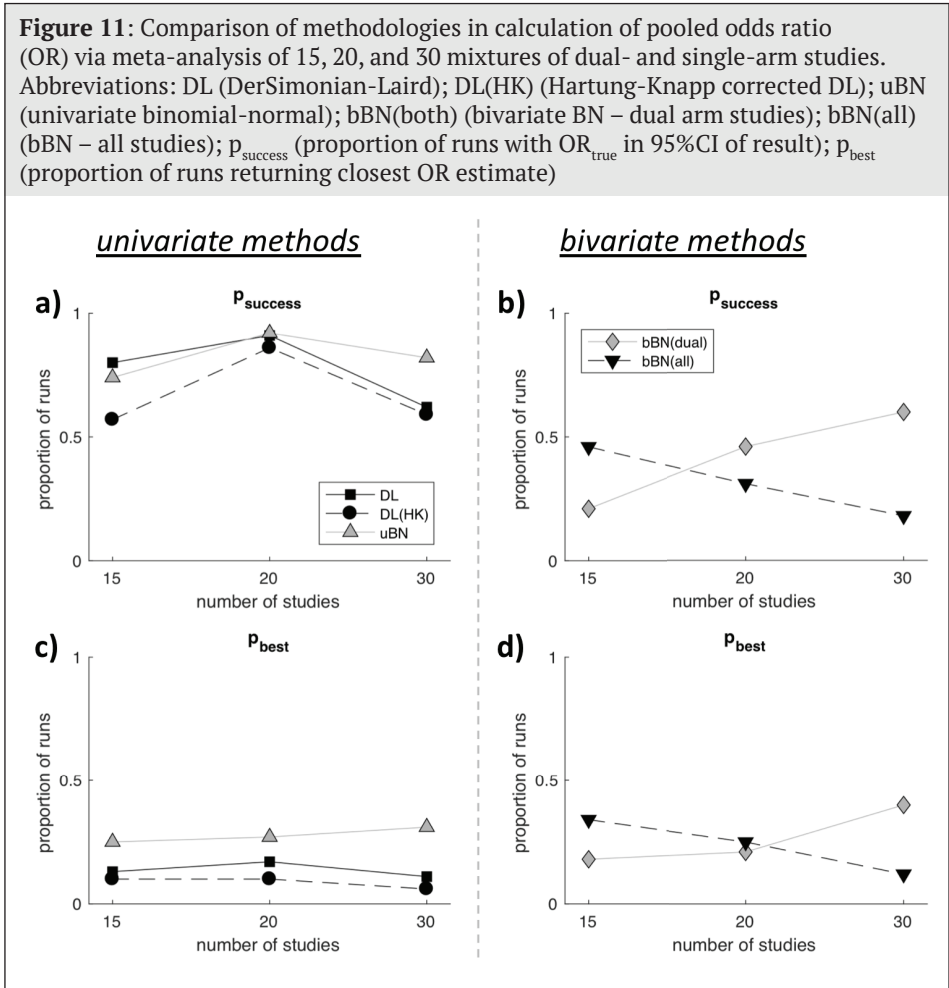 Figure 11: Comparison of methodologies in calculation of pooled odds ratio
(OR) via meta-analysis of 15, 20, and 30 mixtures of dual- and single-arm studies.
Abbreviations: DL (DerSimonian-Laird); DL(HK) (Hartung-Knapp corrected DL); uBN
(univariate binomial-normal); bBN(both) (bivariate BN – dual arm studies); bBN(all)
(bBN – all studies); p_success (proportion of runs with OR_true in 95%CI of result); p_best
(proportion of runs returning closest OR estimate)
univariate methods
bivariate methods
a)
p_success
1
0.5
0
proportion of runs
15
20
30
number of studies
DL
DL(HK)
uBN
b)
p_success
1
0.5
0
proportion of runs
15
20
30
number of studies
bBN(dual)
bBN(all)
c)
p_best
1
0.5
0
proportion of runs
15
20
30
number of studies
d)
p_best
1
0.5
0
proportion of runs
15
20
30
number of studies